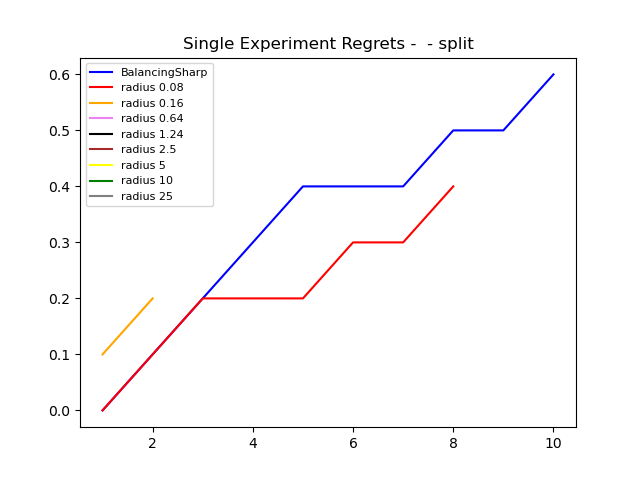 Single Experiment Regrets -  - split
BalancingSharp
radius 0.08
radius 0.16
radius 0.64
radius 1.24
radius 2.5
radius 5
radius 10
radius 25
0.6
0.5
0.4
0.3
0.2
0.1
0.0
2 4 6 8 10